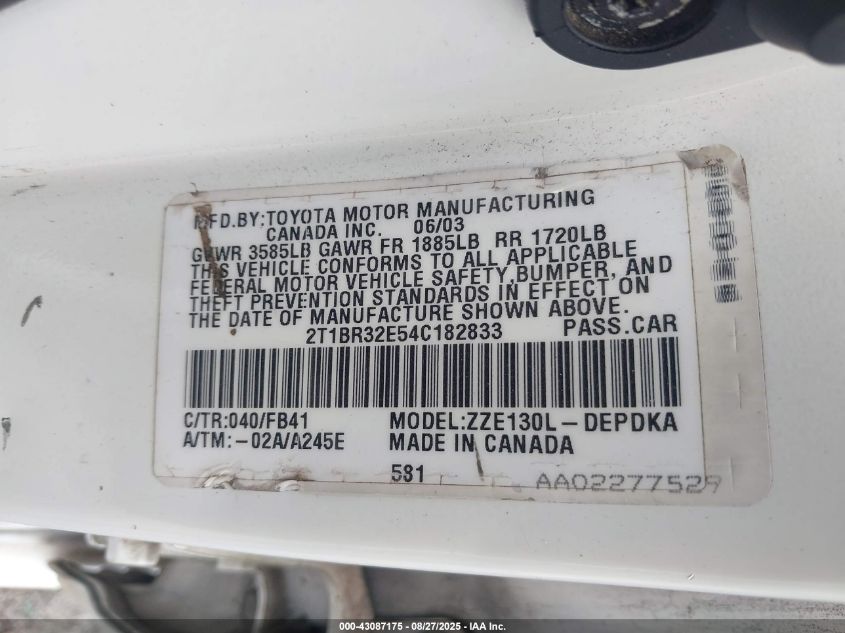 MFD.BY:TOYOTA MOTOR MANUFACTURING
CANADA INC. 06/03
GVWR 3585LB GAWR FR 1885LB RR 1720LB
THIS VEHICLE CONFORMS TO ALL APPLICABLE
FEDERAL MOTOR VEHICLE SAFETY,BUMPER, AND
THEFT PREVENTION STANDARDS IN EFFECT ON
THE DATE OF MANUFACTURE SHOWN ABOVE.
2T1BR32E54C182833 PASS.CAR
C/TR:040/FB41 MODEL:ZZE130L-DEPDKA
A/TM:-02A/A245E MADE IN CANADA
581
AA02277529
000-43087175 - 08/27/2025 - IAA Inc.